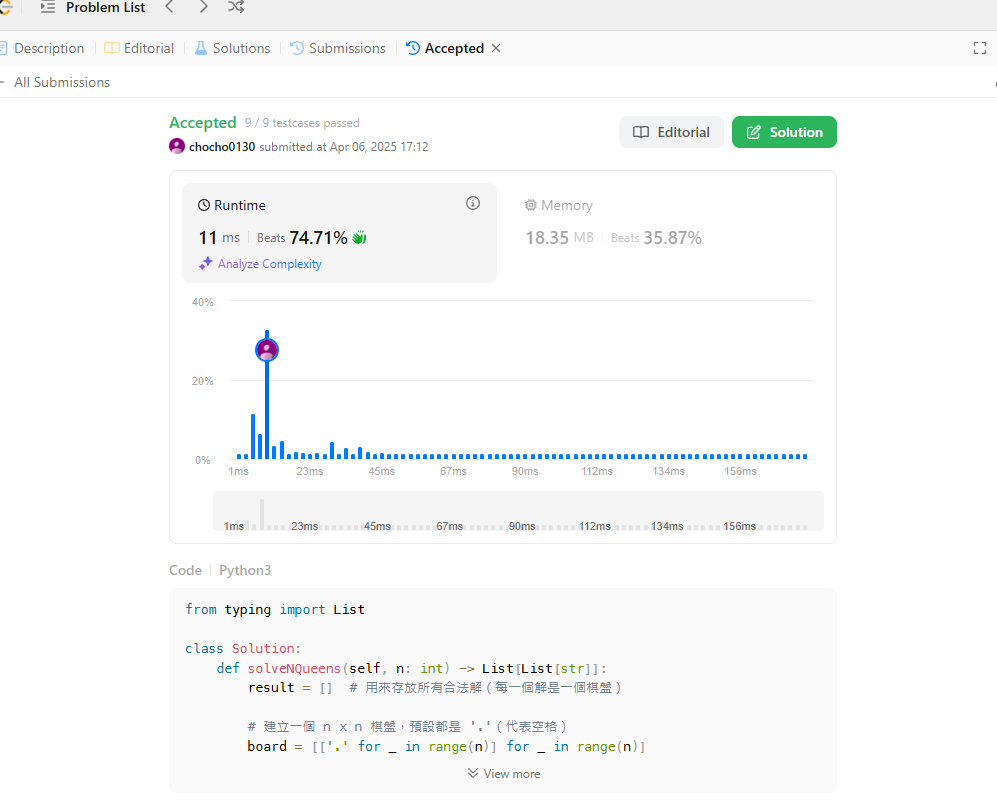 Problem List
Description
Editorial
Solutions
Submissions
Accepted
All Submissions
Accepted 9 / 9 testcases passed
chocho0130 submitted at Apr 06, 2025 17:12
Editorial
Solution
Runtime
11 ms Beats 74.71%
Analyze Complexity
Memory
18.35 MB Beats 35.87%
40%
20%
0%
1ms 23ms 45ms 67ms 90ms 112ms 134ms 156ms
1ms 23ms 45ms 67ms 90ms 112ms 134ms 156ms
Code Python3
from typing import List
class Solution:
def solveNQueens(self, n: int) -> List[List[str]]:
result = [] # 用來存放所有合法解（每一個解是一個棋盤）
# 建立一個 n x n 棋盤，預設都是 '.'（代表空格）
board = [['.' for _ in range(n)] for _ in range(n)]
View more